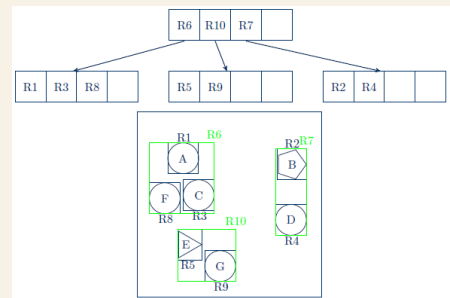 R6 R10 R7
R1 R3 R8 R5 R9 R2 R4
R1 R6
A
R2 R7
B
F C
R8 R3
D
R4
R10
E
R5 G
R9